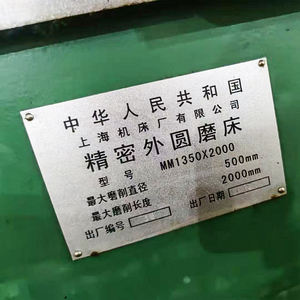 中华人民共和国
上海机床厂有限公司
精密外圆磨床
型号 MM1350X2000
最大磨削直径 500mm
最大磨削长度 2000mm
出厂编号 出厂日期